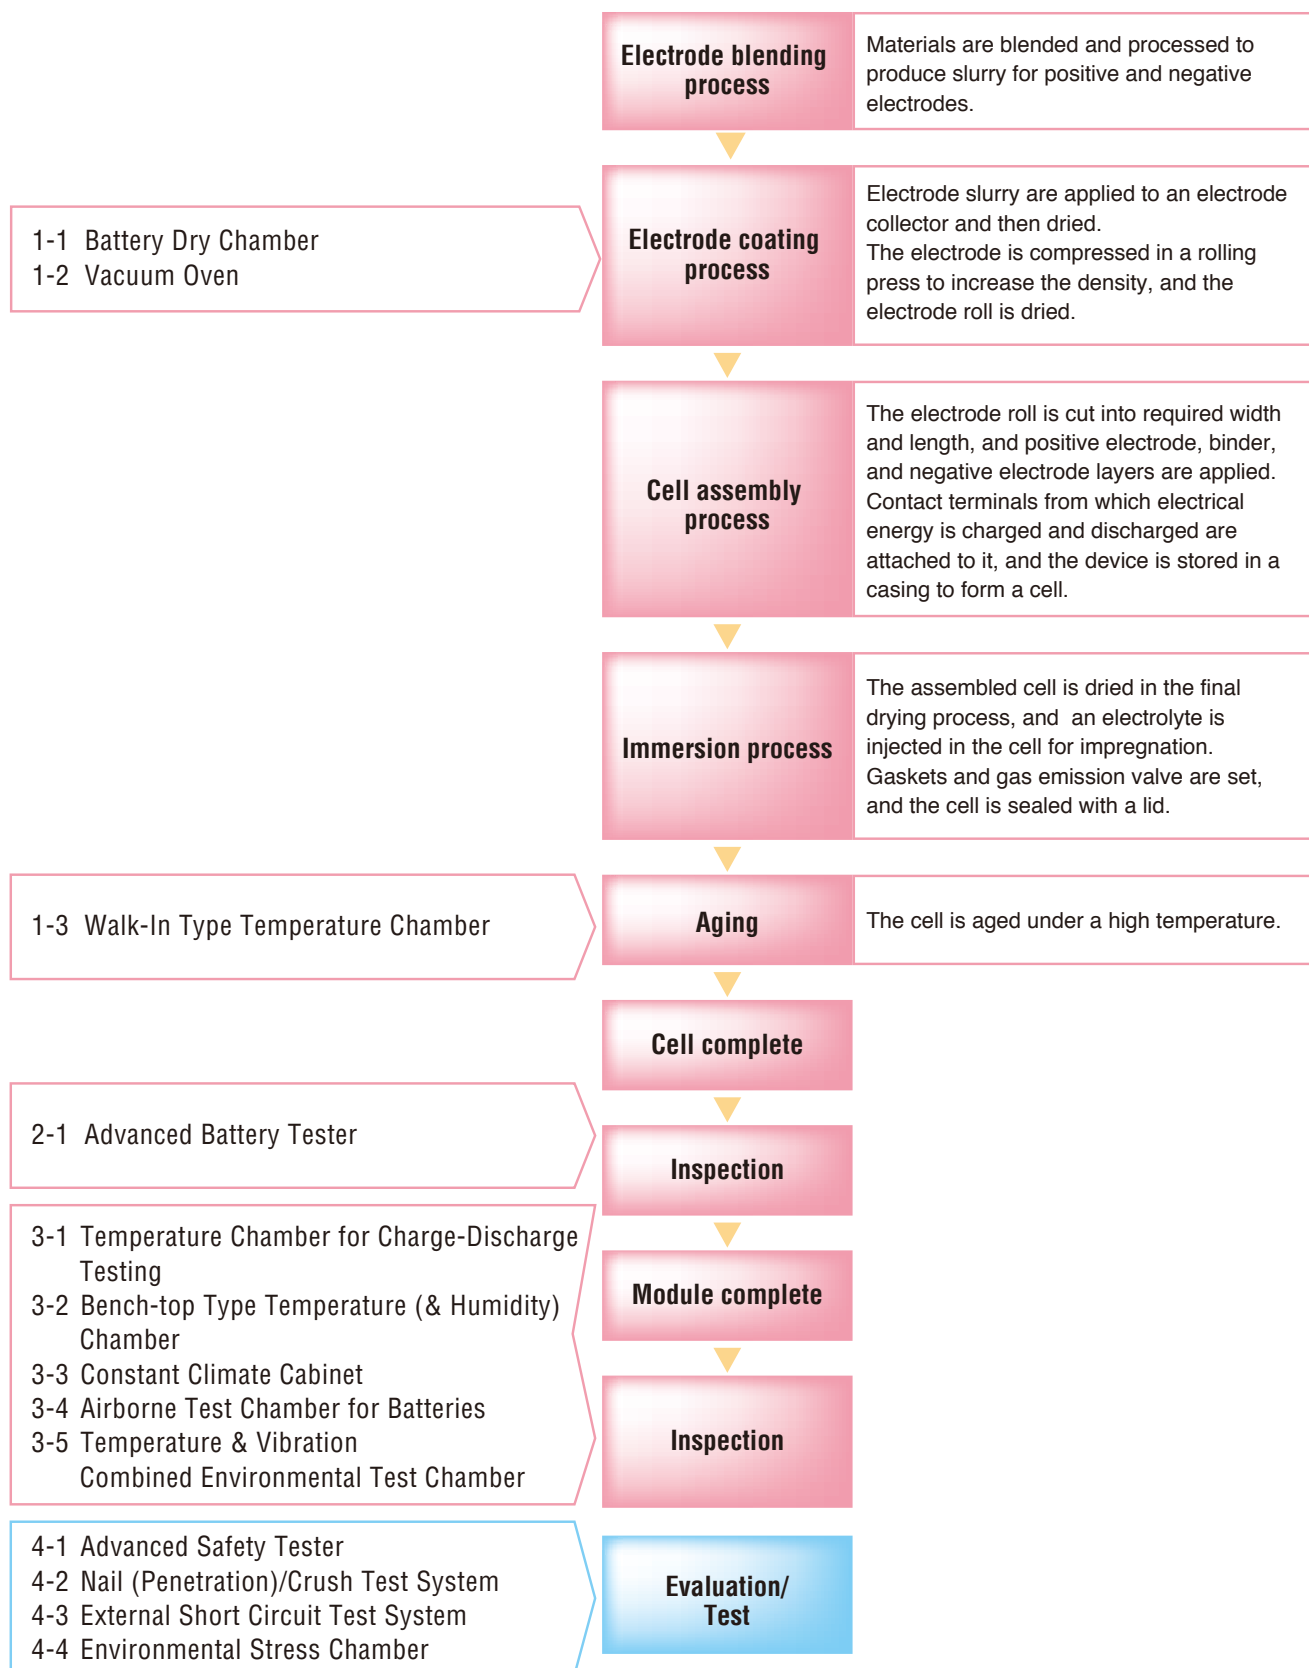 Electrode blending
process
Materials are blended and processed to
produce slurry for positive and negative
electrodes.
1-1 Battery Dry Chamber
1-2 Vacuum Oven
Electrode coating
process
Electrode slurry are applied to an electrode
collector and then dried.
The electrode is compressed in a rolling
press to increase the density, and the
electrode roll is dried.
Cell assembly
process
The electrode roll is cut into required width
and length, and positive electrode, binder,
and negative electrode layers are applied.
Contact terminals from which electrical
energy is charged and discharged are
attached to it, and the device is stored in a
casing to form a cell.
Immersion process
The assembled cell is dried in the final
drying process, and an electrolyte is
injected in the cell for impregnation.
Gaskets and gas emission valve are set,
and the cell is sealed with a lid.
1-3 Walk-In Type Temperature Chamber
Aging
The cell is aged under a high temperature.
Cell complete
2-1 Advanced Battery Tester
Inspection
3-1 Temperature Chamber for Charge-Discharge
Testing
3-2 Bench-top Type Temperature (& Humidity)
Chamber
3-3 Constant Climate Cabinet
3-4 Airborne Test Chamber for Batteries
3-5 Temperature & Vibration
Combined Environmental Test Chamber
Module complete
Inspection
4-1 Advanced Safety Tester
4-2 Nail (Penetration)/Crush Test System
4-3 External Short Circuit Test System
4-4 Environmental Stress Chamber
Evaluation/
Test